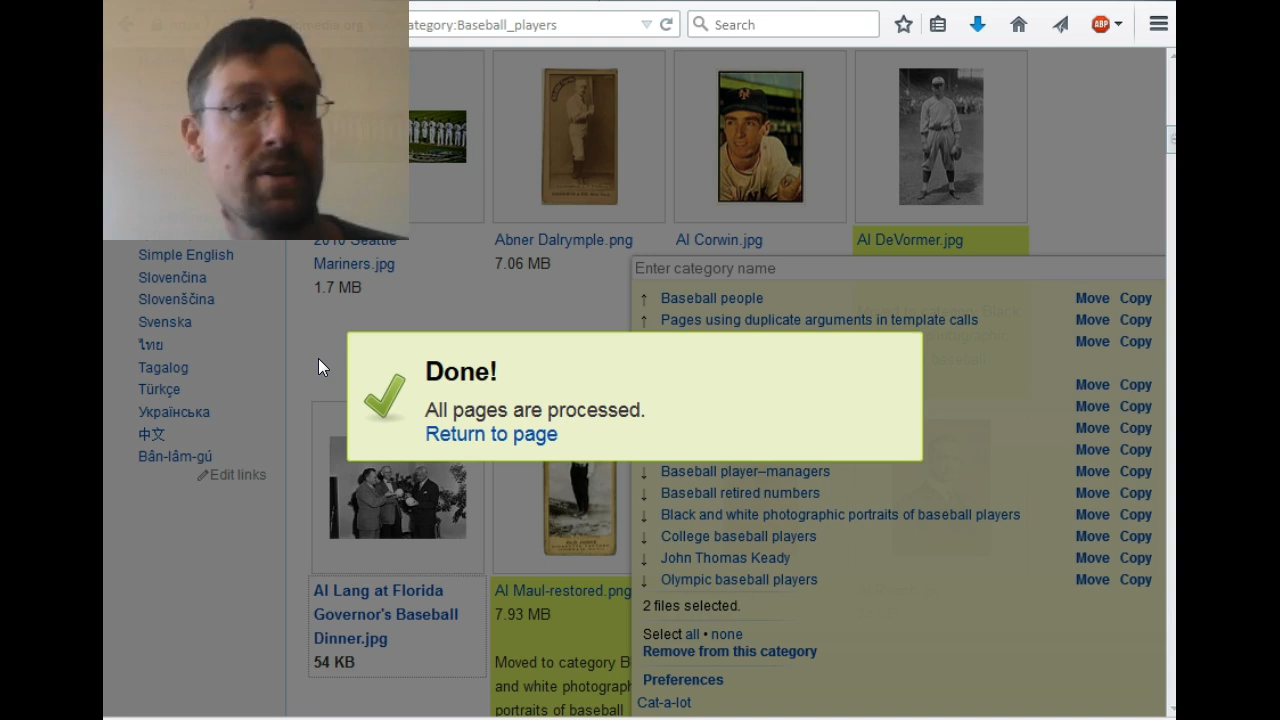 ategory:Baseball_players
Search
ABP
2010 Seattle
Mariners.jpg
1.7 MB
Abner Dalrymple.png
7.06 MB
Al Corwin.jpg
Al DeVormer.jpg
Simple English
Slovenčina
Slovenščina
Svenska
ไทย
Tagalog
Türkçe
Українська
中文
Bân-lâm-gú
Edit links
Enter category name
↑ Baseball people Move Copy
↑ Pages using duplicate arguments in template calls Move Copy
Move Copy
Done!
All pages are processed.
Return to page
Move Copy
Move Copy
Move Copy
Move Copy
↓ Baseball player–managers Move Copy
↓ Baseball retired numbers Move Copy
↓ Black and white photographic portraits of baseball players Move Copy
↓ College baseball players Move Copy
↓ John Thomas Keady Move Copy
↓ Olympic baseball players Move Copy
2 files selected.
Select all • none
Remove from this category
Preferences
Cat-a-lot
Al Lang at Florida
Governor's Baseball
Dinner.jpg
54 KB
Al Maul-restored.png
7.93 MB
Moved to category B
and white photograp
portraits of baseball